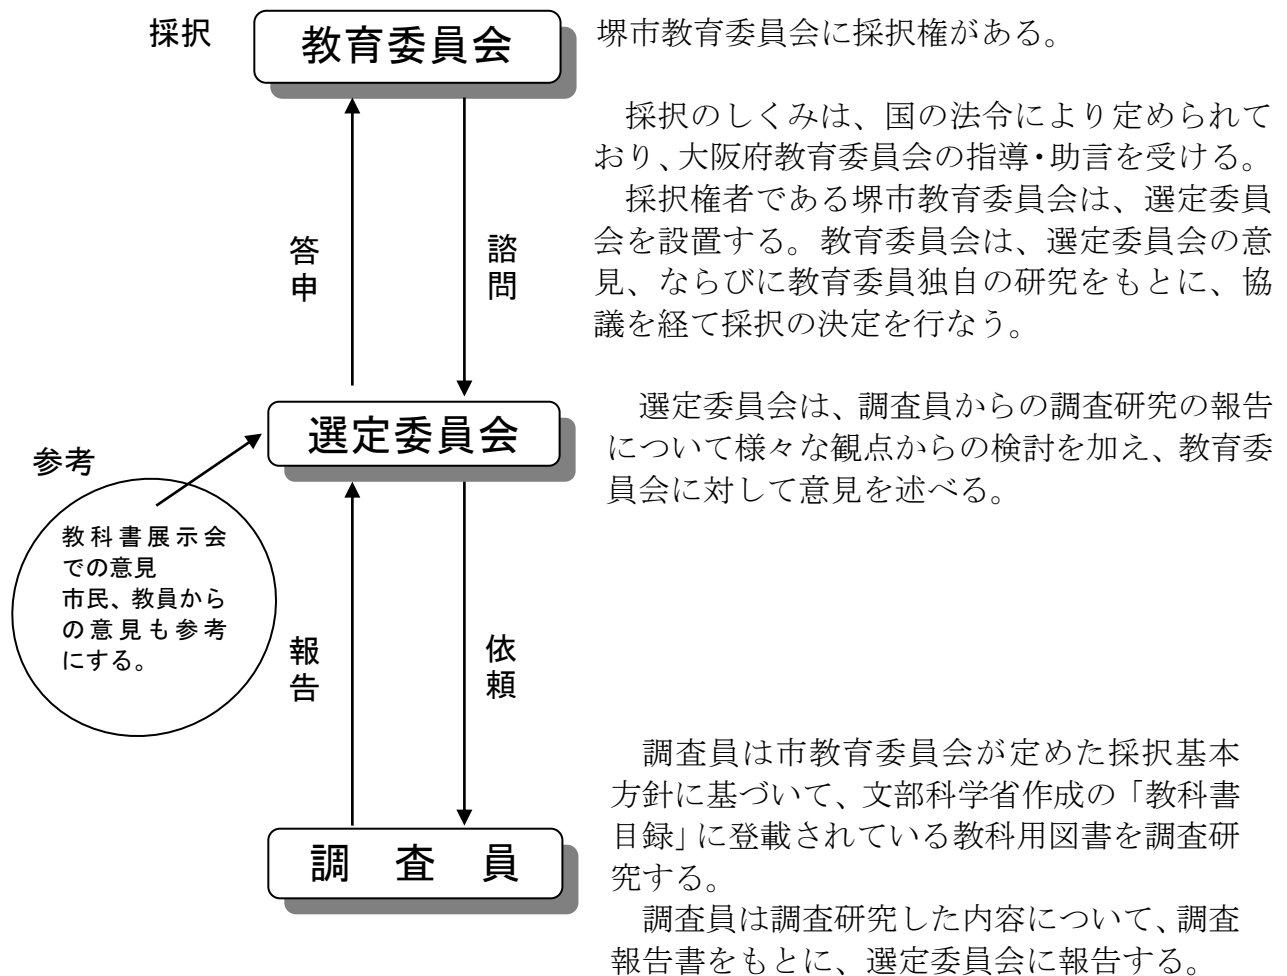 採択
教育委員会
堺市教育委員会に採択権がある。
採択のしくみは、国の法令により定められて
おり、大阪府教育委員会の指導・助言を受ける。
採択権者である堺市教育委員会は、選定委員
会を設置する。教育委員会は、選定委員会の意
見、ならびに教育委員独自の研究をもとに、協
議を経て採択の決定を行なう。
答申
諮問
選定委員会
選定委員会は、調査員からの調査研究の報告
について様々な観点からの検討を加え、教育委
員会に対して意見を述べる。
参考
教科書展示会
での意見
市民、教員から
の意見も参考
にする。
報告
依頼
調 査 員
調査員は市教育委員会が定めた採択基本
方針に基づいて、文部科学省作成の「教科書
目録」に登載されている教科用図書を調査研
究する。
調査員は調査研究した内容について、調査
報告書をもとに、選定委員会に報告する。